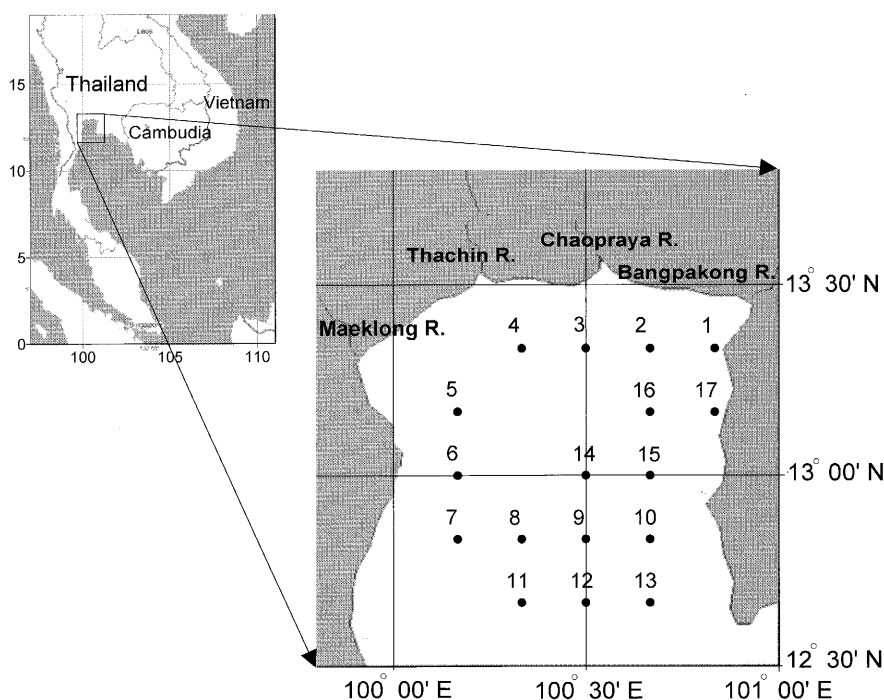 Laos
15
Thailand
Vietnam
Cambudia
10
5
0
100
105
110
Chaopraya R.
Thachin R.
Bangpakong R.
13° 30' N
Maeklong R.
4 3 2 1
5 16 17
6 14 15
13° 00' N
7 8 9 10
11 12 13
12° 30' N
100° 00' E
100° 30' E
101° 00' E